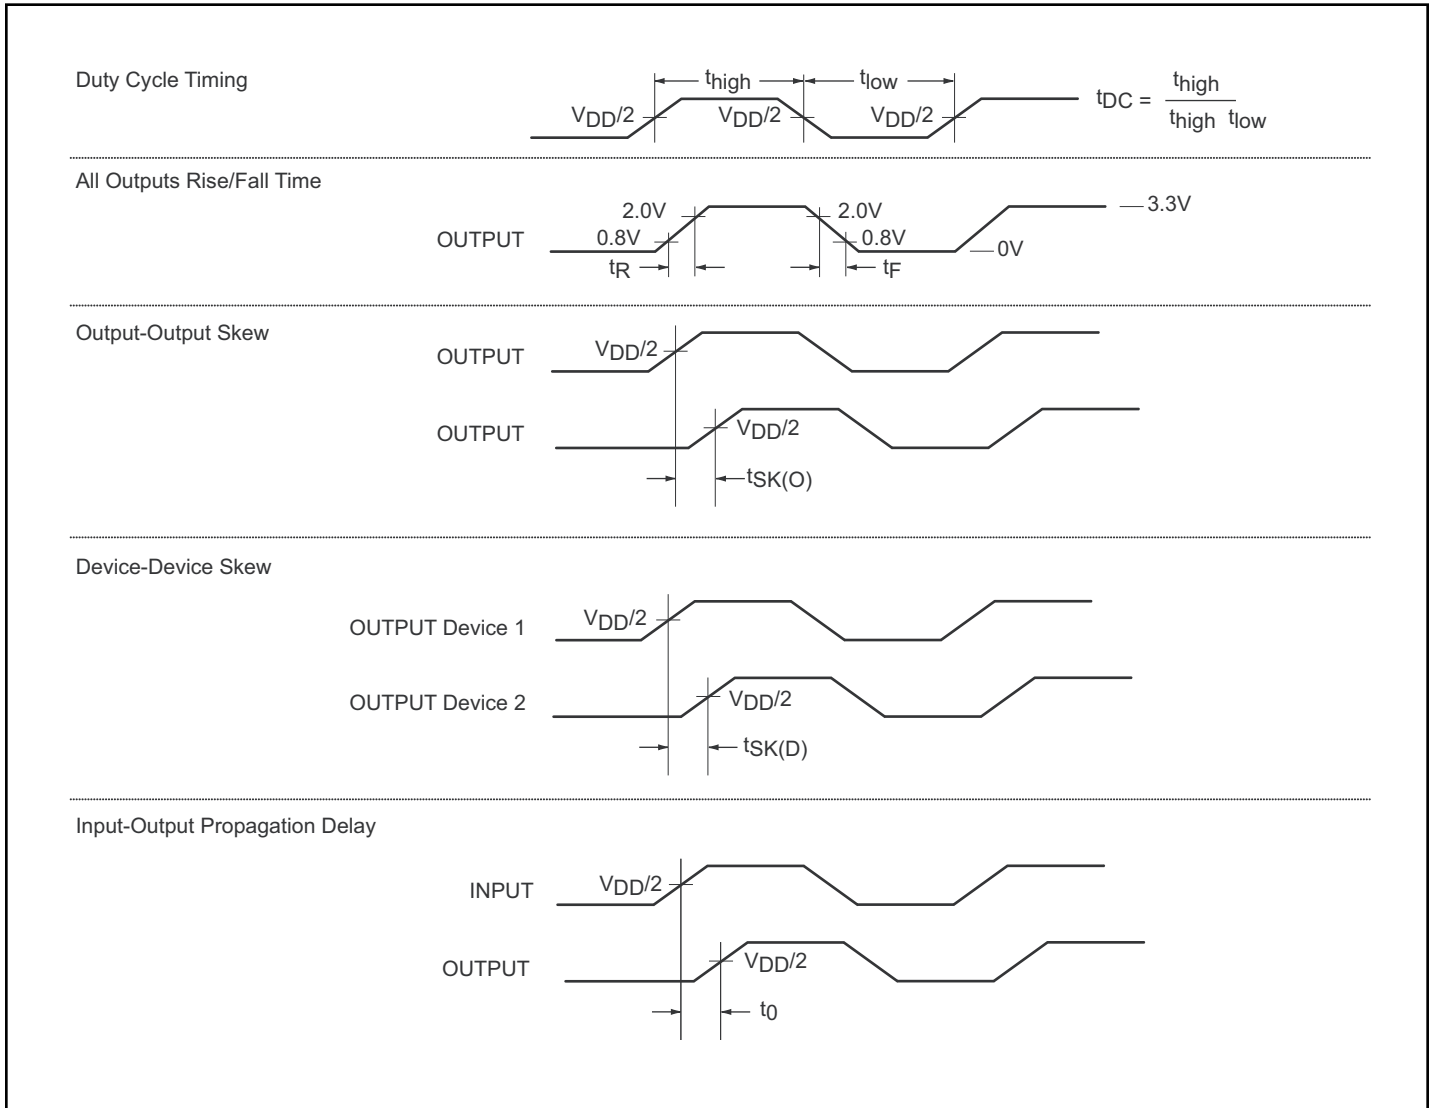 Duty Cycle Timing
thigh
tlow
VDD/2
VDD/2
VDD/2
tDC =
thigh
thigh tlow
All Outputs Rise/Fall Time
OUTPUT
2.0V
0.8V
2.0V
0.8V
3.3V
0V
tR
tF
Output-Output Skew
OUTPUT
VDD/2
OUTPUT
VDD/2
tSK(O)
Device-Device Skew
OUTPUT Device 1
VDD/2
OUTPUT Device 2
VDD/2
tSK(D)
Input-Output Propagation Delay
INPUT
VDD/2
OUTPUT
VDD/2
t0